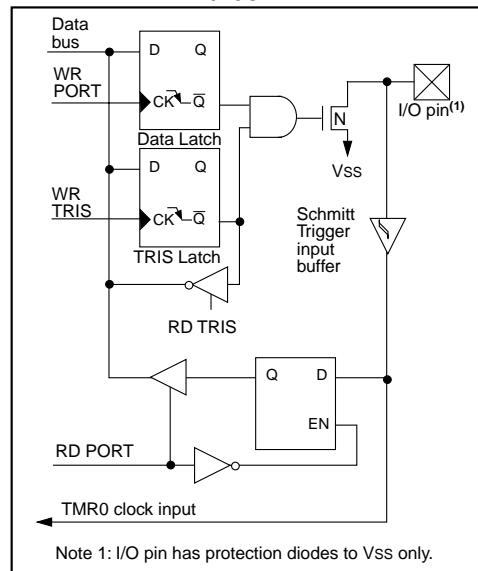 Data
bus
D Q
WR
PORT
CK Q
N
I/O pin(1)
Data Latch
VSS
D Q
WR
TRIS
CK Q
Schmitt
Trigger
input
buffer
TRIS Latch
RD TRIS
Q D
EN
RD PORT
TMR0 clock input
Note 1: I/O pin has protection diodes to VSS only.